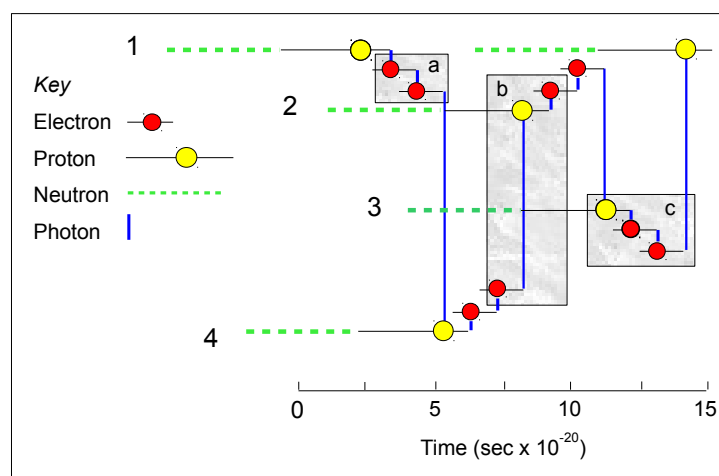 1
a
Key
b
Electron
2
Proton
Neutron
3
c
Photon
4
0 5 10 15
Time (sec x 10-20)